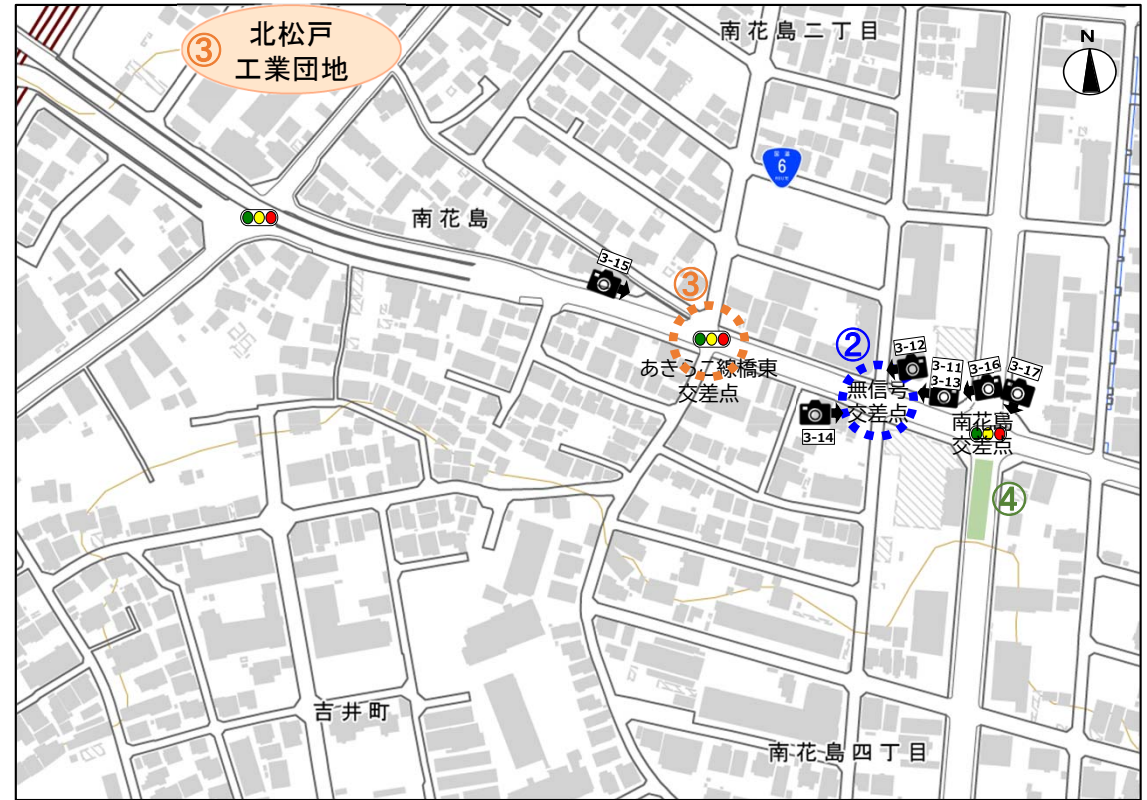 ③ 北松戸
工業団地
南花島二丁目
N
6
南花島
3-15
③
あきらこ線橋東
交差点
②
無信号
交差点
3-12
3-11
3-13
3-16
3-17
3-14
南花島
交差点
④
吉井町
南花島四丁目